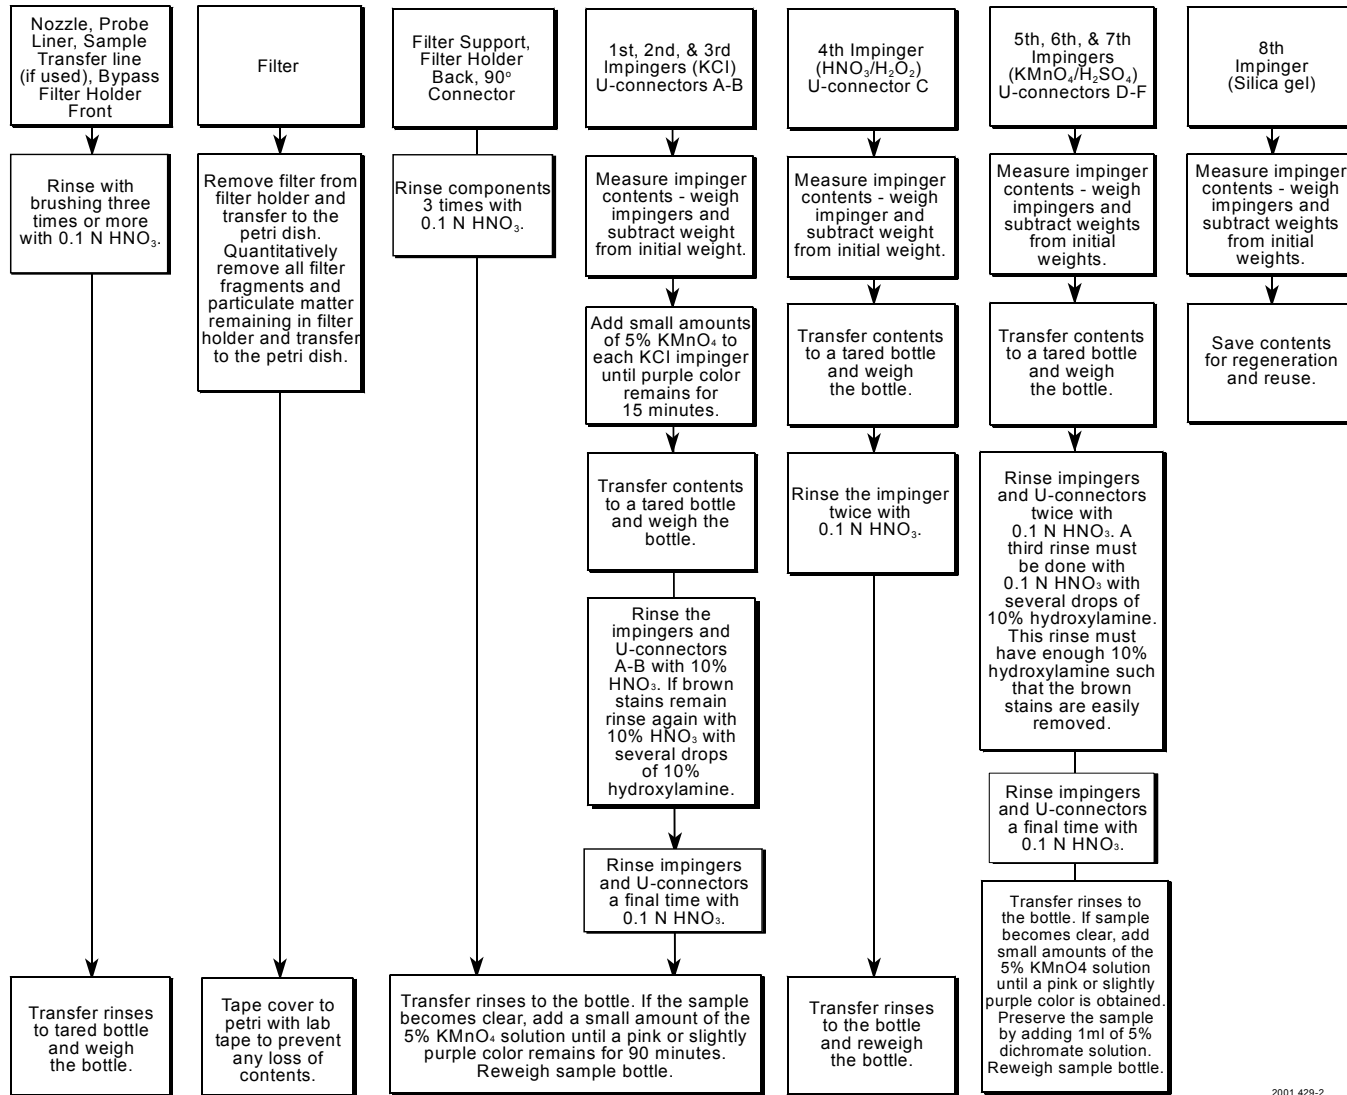 Nozzle, Probe
Liner, Sample
Transfer line
(if used), Bypass
Filter Holder
Front
Rinse with
brushing three
times or more
with 0.1 N HNO₃.
Transfer rinses
to tared bottle
and weigh
the bottle.
Filter
Remove filter from
filter holder and
transfer to the
petri dish.
Quantitatively
remove all filter
fragments and
particulate matter
remaining in filter
holder and transfer
to the petri dish.
Tape cover to
petri with lab
tape to prevent
any loss of
contents.
Filter Support,
Filter Holder
Back, 90°
Connector
Rinse components
3 times with
0.1 N HNO₃.
1st, 2nd, & 3rd
Impingers (KCl)
U-connectors A-B
Measure impinger
contents - weigh
impingers and
subtract weight
from initial weight.
Add small amounts
of 5% KMnO₄ to
each KCl impinger
until purple color
remains for
15 minutes.
Transfer contents
to a tared bottle
and weigh the
bottle.
Rinse the
impingers and
U-connectors
A-B with 10%
HNO₃. If brown
stains remain
rinse again with
10% HNO₃ with
several drops
of 10%
hydroxylamine.
Rinse impingers
and U-connectors
a final time with
0.1 N HNO₃.
Transfer rinses to the bottle. If the sample
becomes clear, add a small amount of the
5% KMnO₄ solution until a pink or slightly
purple color remains for 90 minutes.
Reweigh sample bottle.
4th Impinger
(HNO₃/H₂O₂)
U-connector C
Measure impinger
contents - weigh
impinger and
subtract weight
from initial weight.
Transfer contents
to a tared bottle
and weigh
the bottle.
Rinse the impinger
twice with
0.1 N HNO₃.
Transfer rinses
to the bottle
and reweigh
the bottle.
5th, 6th, & 7th
Impingers
(KMnO₄/H₂SO₄)
U-connectors D-F
Measure impinger
contents - weigh
impingers and
subtract weights
from initial
weights.
Transfer contents
to a tared bottle
and weigh
the bottle.
Rinse impingers
and U-connectors
twice with
0.1 N HNO₃. A
third rinse must
be done with
0.1 N HNO₃ with
several drops of
10% hydroxylamine.
This rinse must
have enough 10%
hydroxylamine such
that the brown
stains are easily
removed.
Rinse impingers
and U-connectors
a final time with
0.1 N HNO₃.
Transfer rinses to
the bottle. If sample
becomes clear, add
small amounts of the
5% KMnO4 solution
until a pink or slightly
purple color is obtained.
Preserve the sample
by adding 1ml of 5%
dichromate solution.
Reweigh sample bottle.
8th
Impinger
(Silica gel)
Measure impinger
contents - weigh
impingers and
subtract weights
from initial
weights.
Save contents
for regeneration
and reuse.
2001 429-2